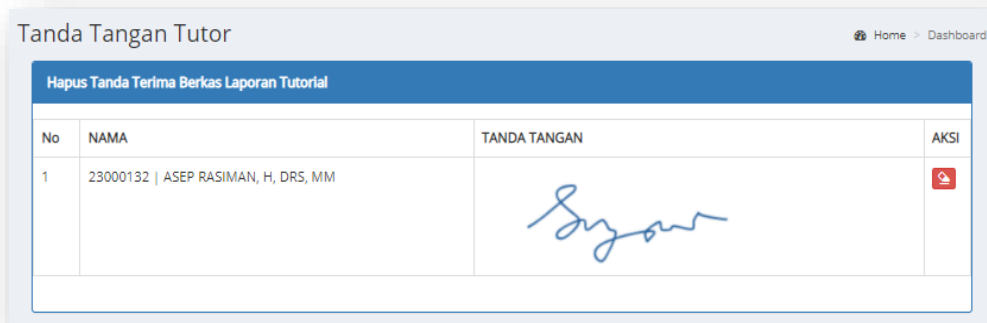 Tanda Tangan Tutor
Home > Dashboard
Hapus Tanda Terima Berkas Laporan Tutorial
No NAMA TANDA TANGAN AKSI
1 23000132 | ASEP RASIMAN, H, DRS, MM